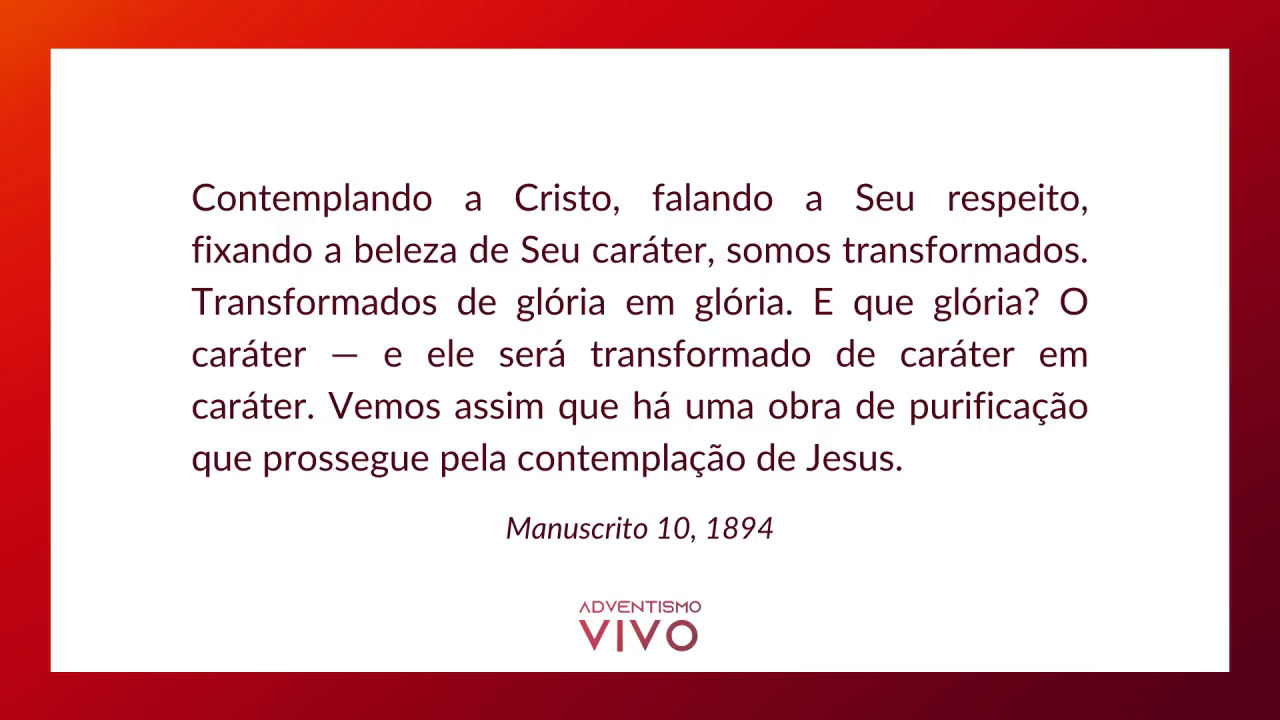 Contemplando a Cristo, falando a Seu respeito,
fixando a beleza de Seu caráter, somos transformados.
Transformados de glória em glória. E que glória? O
caráter — e ele será transformado de caráter em
caráter. Vemos assim que há uma obra de purificação
que prossegue pela contemplação de Jesus.
Manuscrito 10, 1894
ADVENTISMO
VIVO